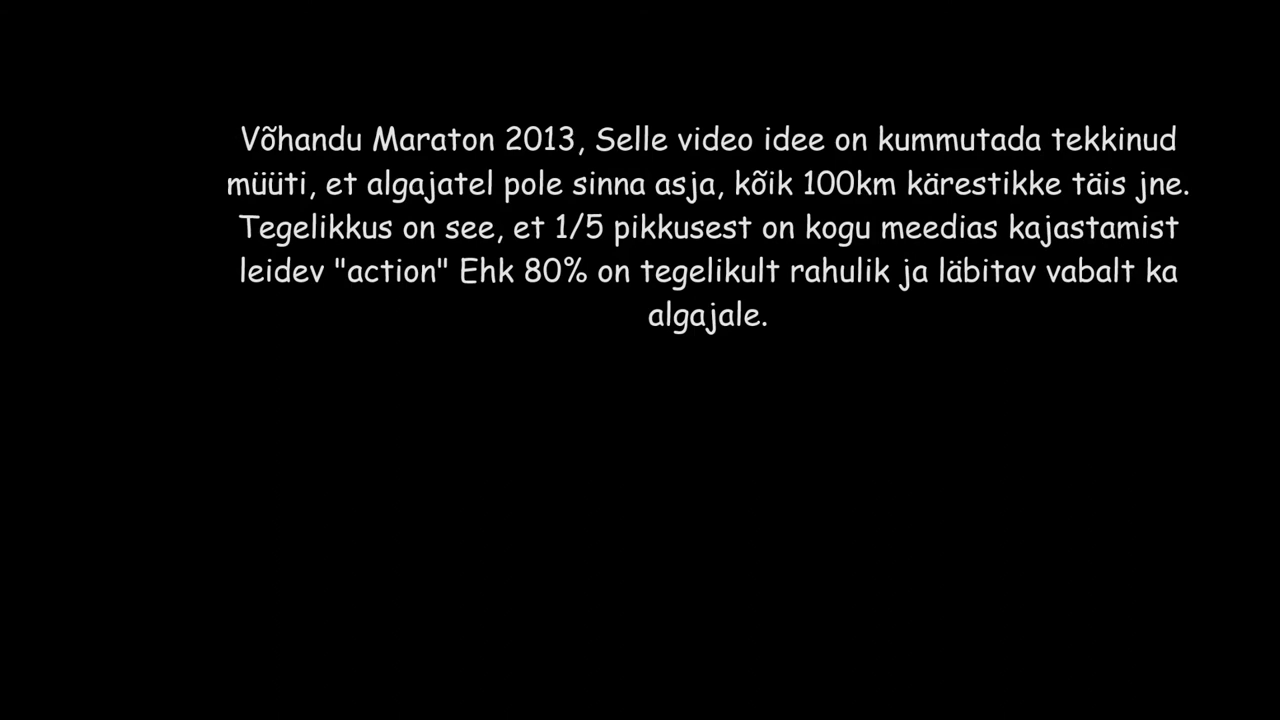 Võhandu Maraton 2013, Selle video idee on kummutada tekkinud
müüti, et algajatel pole sinna asja, kõik 100km kärestikke täis jne.
Tegelikkus on see, et 1/5 pikkusest on kogu meedias kajastamist
leidev "action" Ehk 80% on tegelikult rahulik ja läbitav vabalt ka
algajale.